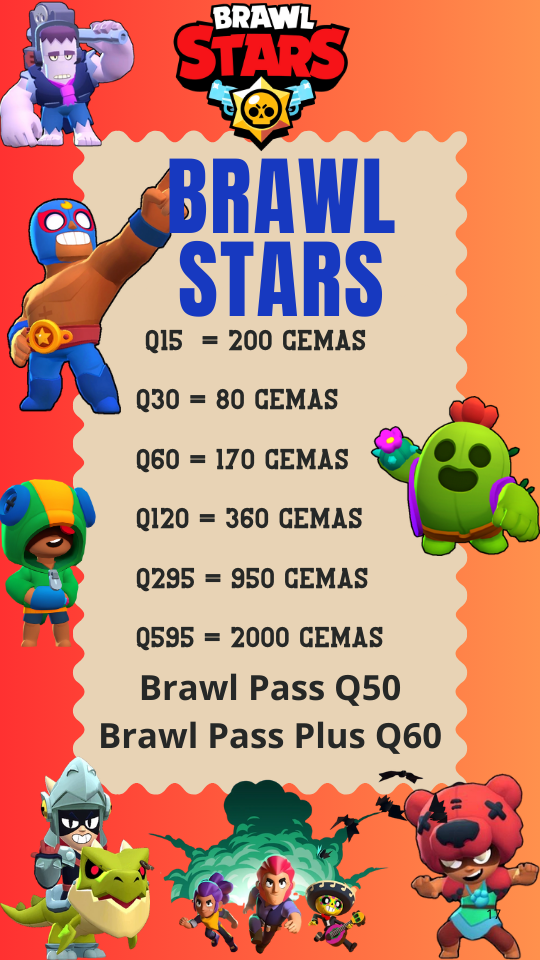 BRAWL
STARS
BRAWL
STARS
Q15 = 200 GEMAS
Q30 = 80 GEMAS
Q60 = 170 GEMAS
Q120 = 360 GEMAS
Q295 = 950 GEMAS
Q595 = 2000 GEMAS
Brawl Pass Q50
Brawl Pass Plus Q60
17